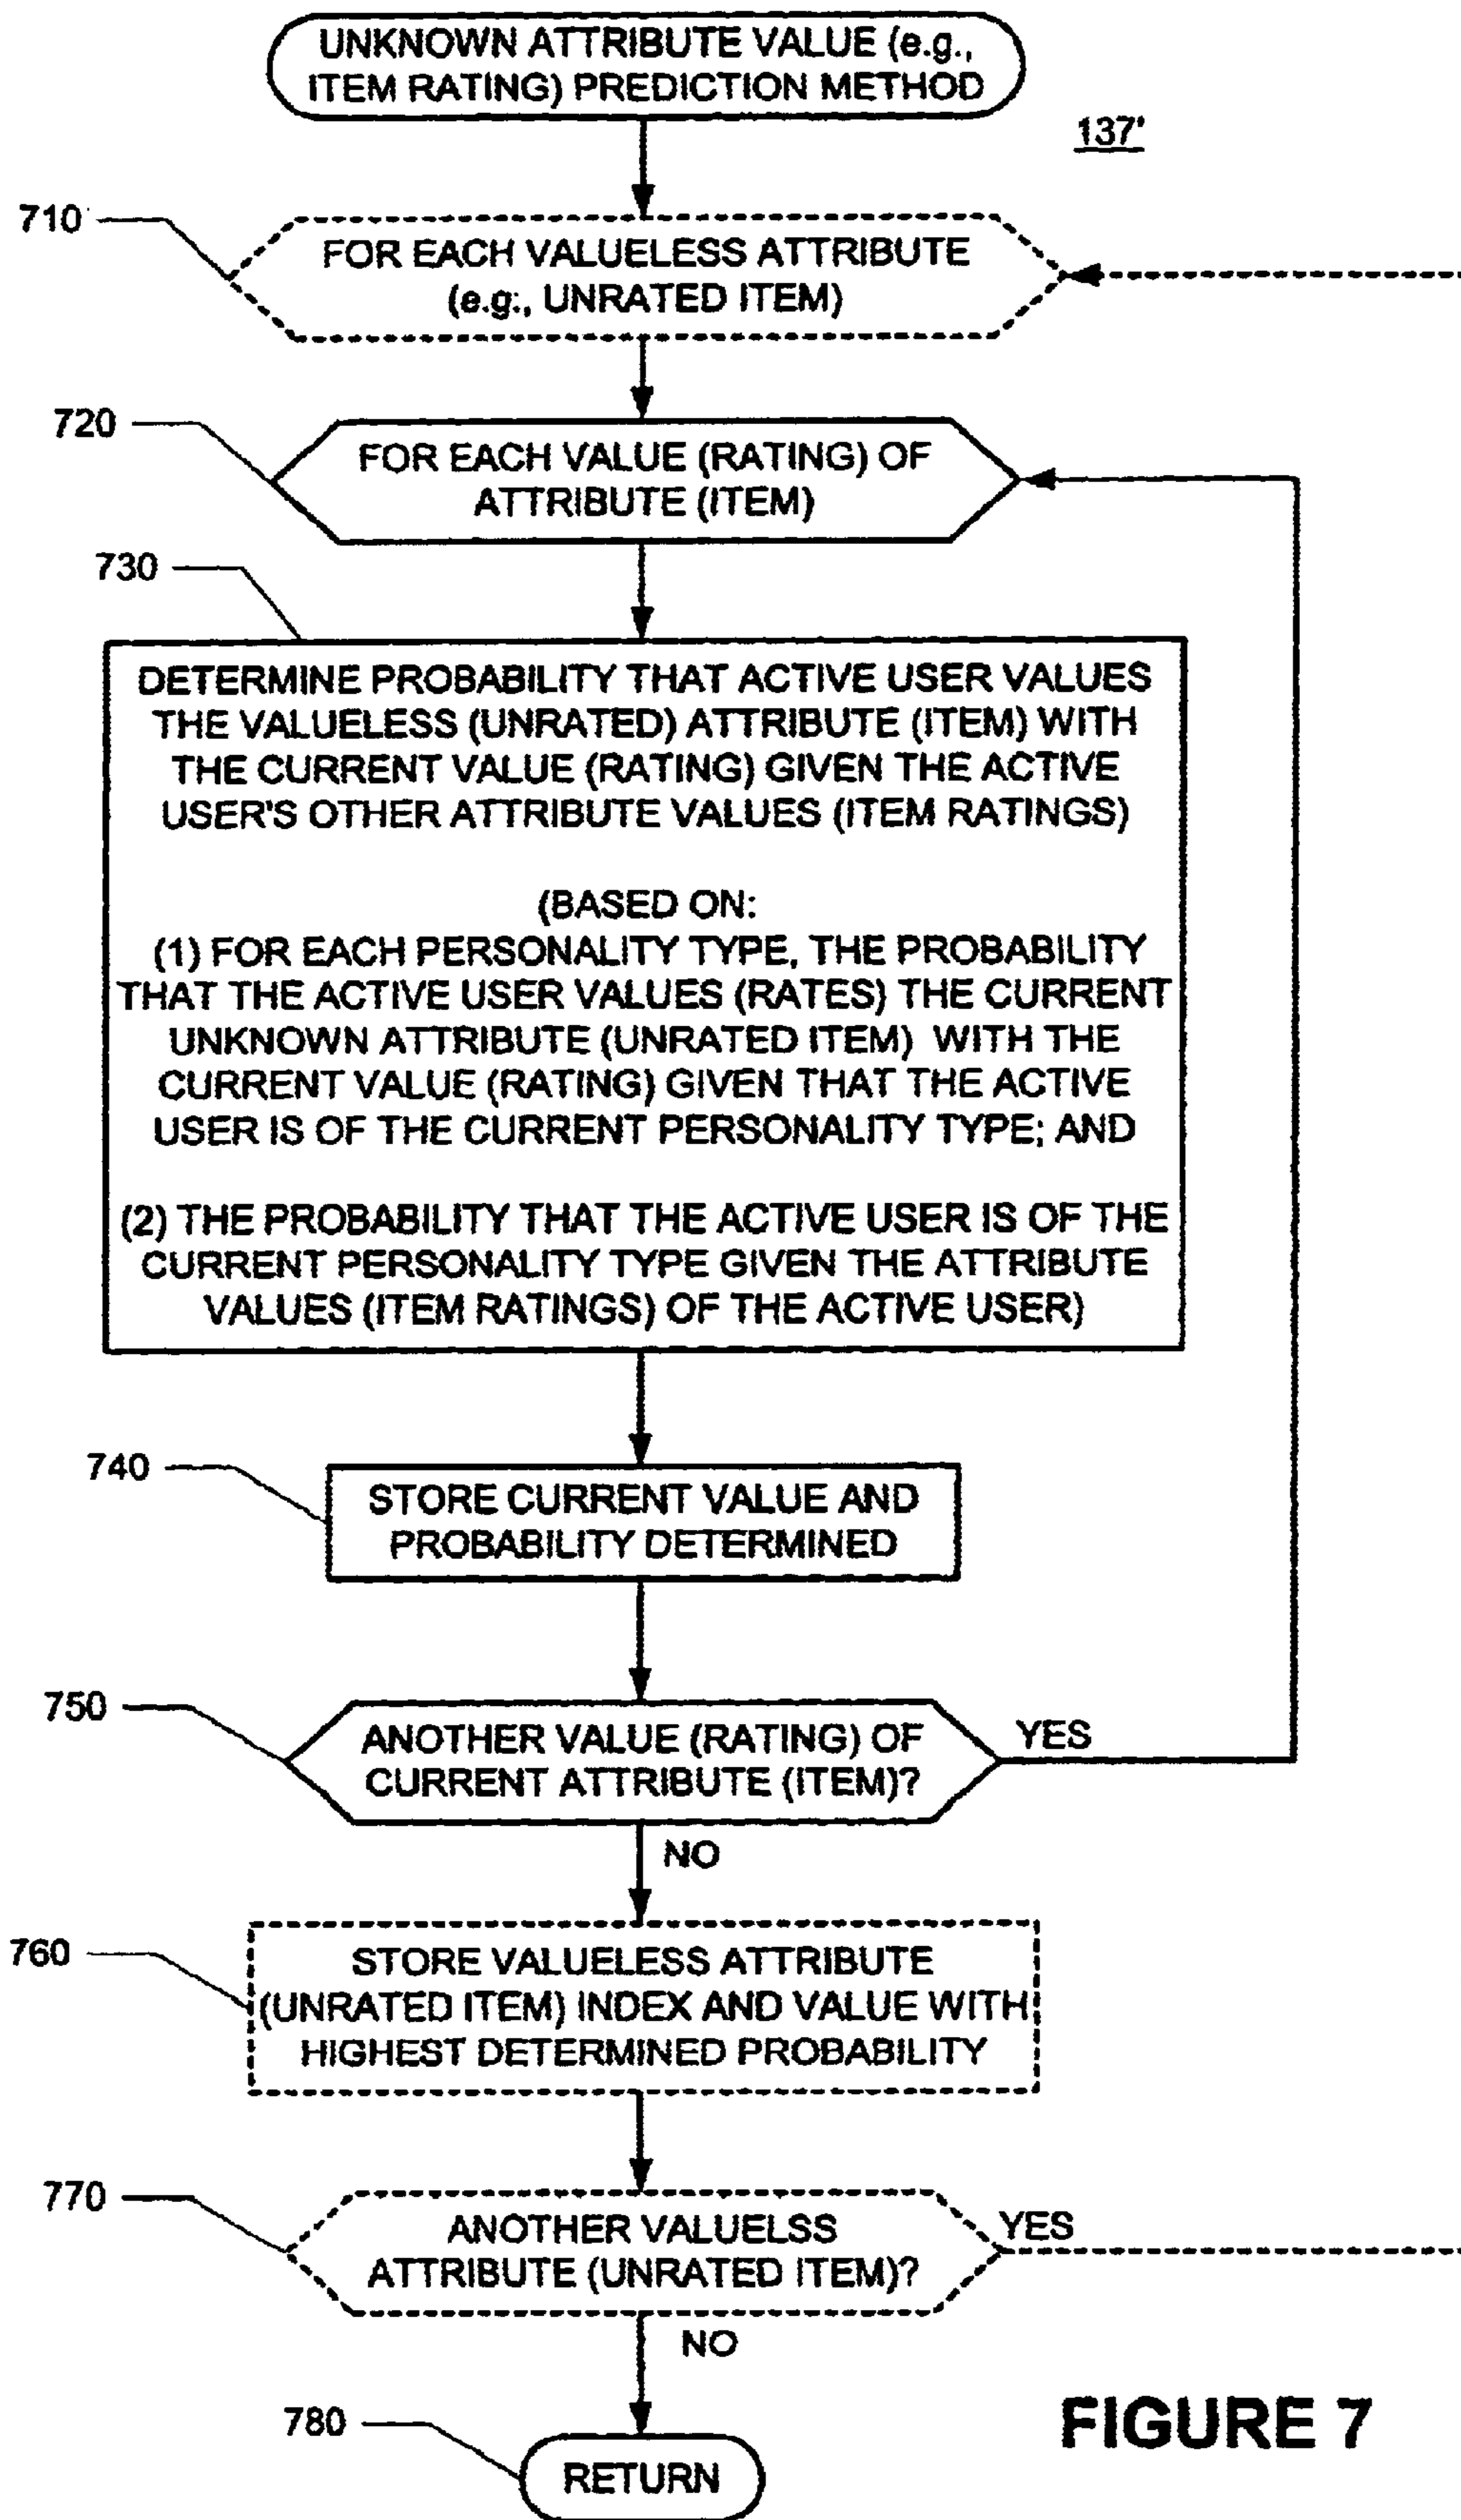 UNKNOWN ATTRIBUTE VALUE (e.g.,
ITEM RATING) PREDICTION METHOD
137'
710
FOR EACH VALUELESS ATTRIBUTE
(e.g:, UNRATED ITEM)
720
FOR EACH VALUE (RATING) OF
ATTRIBUTE (ITEM)
730
DETERMINE PROBABILITY THAT ACTIVE USER VALUES
THE VALUELESS (UNRATED) ATTRIBUTE (ITEM) WITH
THE CURRENT VALUE (RATING) GIVEN THE ACTIVE
USER'S OTHER ATTRIBUTE VALUES (ITEM RATINGS)
(BASED ON:
(1) FOR EACH PERSONALITY TYPE, THE PROBABILITY
THAT THE ACTIVE USER VALUES (RATES) THE CURRENT
UNKNOWN ATTRIBUTE (UNRATED ITEM) WITH THE
CURRENT VALUE (RATING) GIVEN THAT THE ACTIVE
USER IS OF THE CURRENT PERSONALITY TYPE; AND
(2) THE PROBABILITY THAT THE ACTIVE USER IS OF THE
CURRENT PERSONALITY TYPE GIVEN THE ATTRIBUTE
VALUES (ITEM RATINGS) OF THE ACTIVE USER)
740
STORE CURRENT VALUE AND
PROBABILITY DETERMINED
750
ANOTHER VALUE (RATING) OF
CURRENT ATTRIBUTE (ITEM)?
YES
NO
760
STORE VALUELESS ATTRIBUTE
(UNRATED ITEM) INDEX AND VALUE WITH
HIGHEST DETERMINED PROBABILITY
770
ANOTHER VALUELSS
ATTRIBUTE (UNRATED ITEM)?
YES
NO
780
RETURN
FIGURE 7